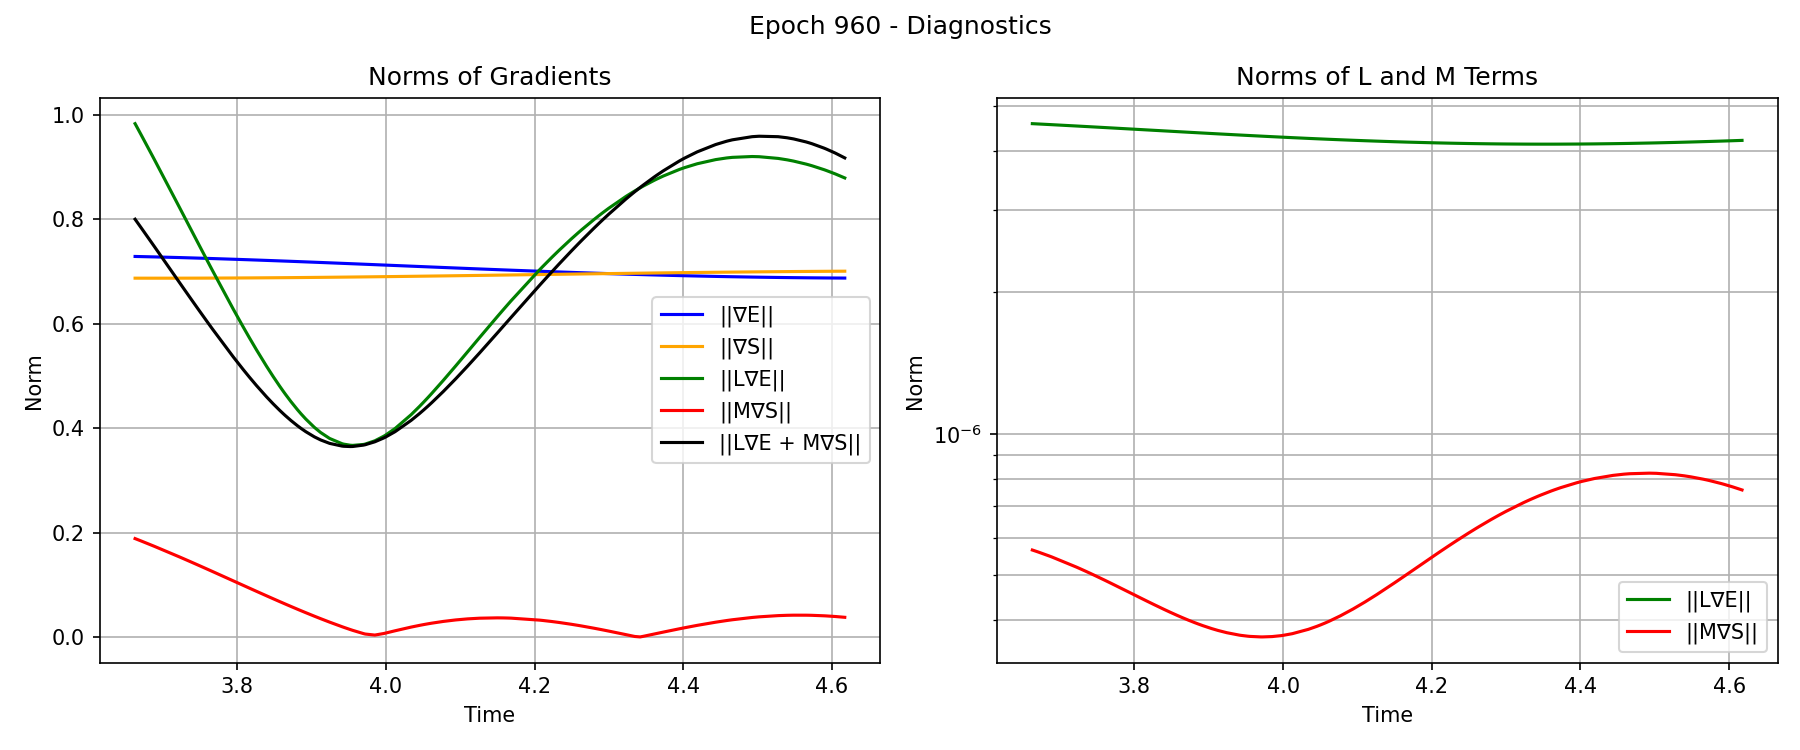 Epoch 960 - Diagnostics
Norms of Gradients
Norm
1.0
0.8
0.6
0.4
0.2
0.0
3.8 4.0 4.2 4.4 4.6
Time
||∇E||
||∇S||
||L∇E||
||M∇S||
||L∇E + M∇S||
Norms of L and M Terms
Norm
10⁻⁶
3.8 4.0 4.2 4.4 4.6
Time
||L∇E||
||M∇S||